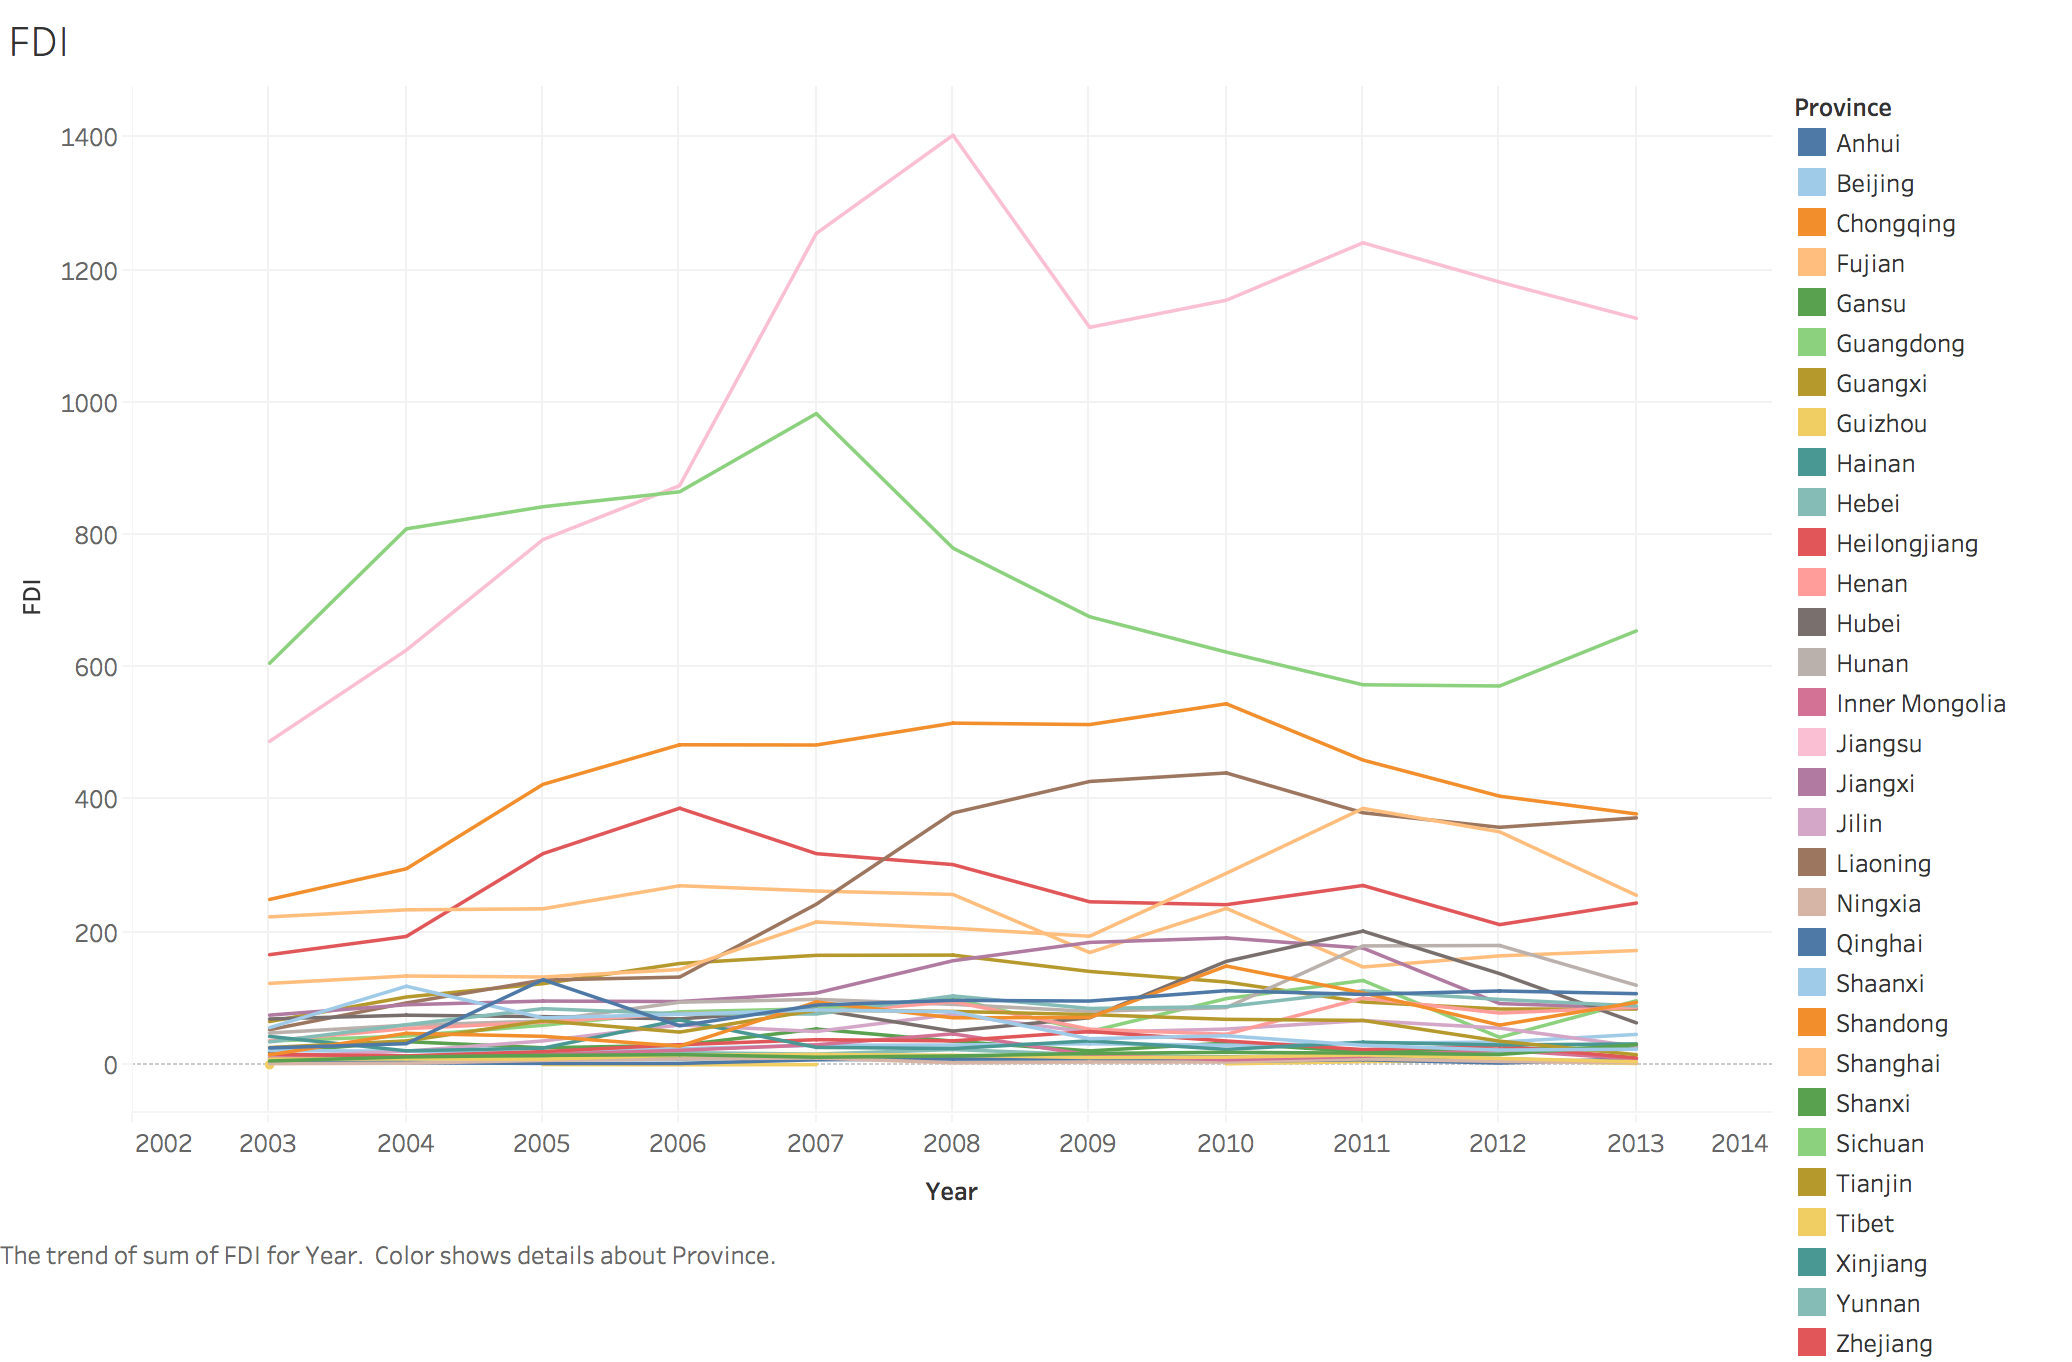 FDI
1400
1200
1000
800
600
400
200
0
FDI
2002 2003 2004 2005 2006 2007 2008 2009 2010 2011 2012 2013 2014
Year
The trend of sum of FDI for Year. Color shows details about Province.
Province
Anhui
Beijing
Chongqing
Fujian
Gansu
Guangdong
Guangxi
Guizhou
Hainan
Hebei
Heilongjiang
Henan
Hubei
Hunan
Inner Mongolia
Jiangsu
Jiangxi
Jilin
Liaoning
Ningxia
Qinghai
Shaanxi
Shandong
Shanghai
Shanxi
Sichuan
Tianjin
Tibet
Xinjiang
Yunnan
Zhejiang